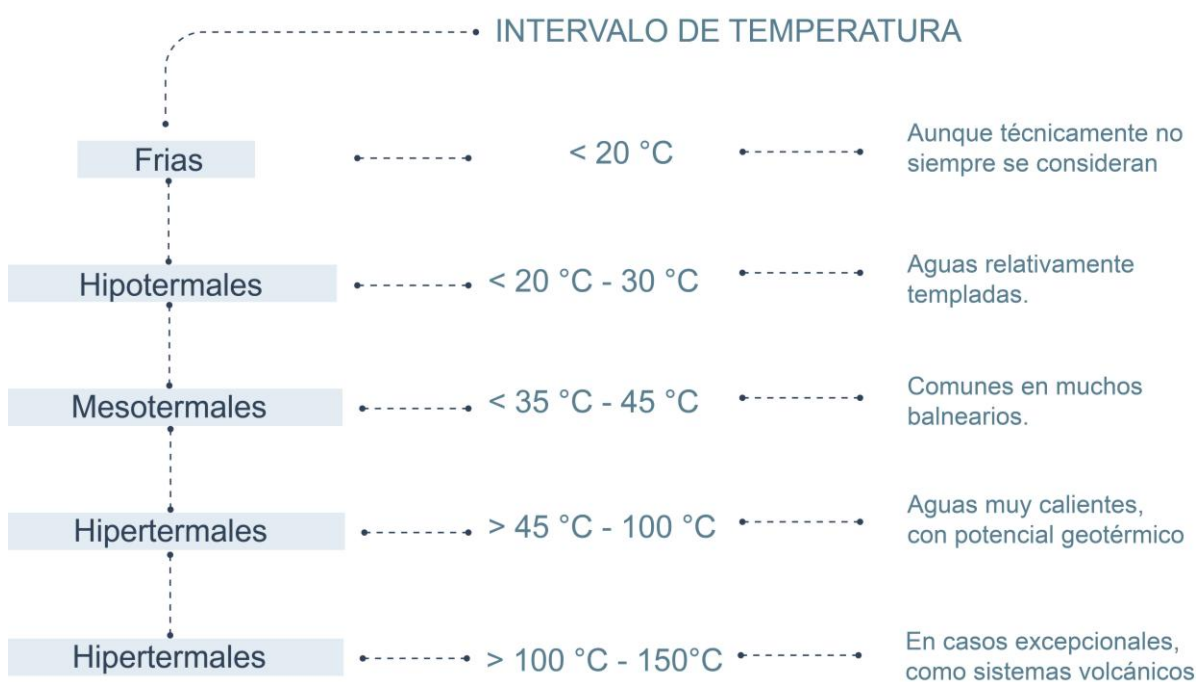 INTERVALO DE TEMPERATURA
Frias
< 20 °C
Aunque técnicamente no
siempre se consideran
Hipotermales
< 20 °C - 30 °C
Aguas relativamente
templadas.
Mesotermales
< 35 °C - 45 °C
Comunes en muchos
balnearios.
Hipertermales
> 45 °C - 100 °C
Aguas muy calientes,
con potencial geotérmico
Hipertermales
> 100 °C - 150°C
En casos excepcionales,
como sistemas volcánicos